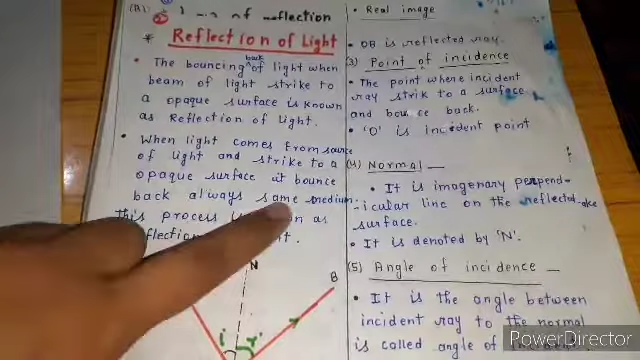 (B)
of reflection
* Reflection of Light
• The bouncing back of light when
beam of light strike to
a opaque surface is known
as Reflection of Light.
• When light comes from
of light and strike to a
opaque surface it bounce
back always same medium.
This process is as
N
B
i
r
• Real image
• OB is reflected ray.
(3) Point of incidence
• The point where incident
ray strik to a surface
and bounce back.
• 'O' is incident point
(4) Normal
• It is imagenary perpend-
-icular line on the
surface.
• It is denoted by 'N'.
(5) Angle of incidence
• It is the angle between
incident ray to the normal
is called angle of
Made With
PowerDirector